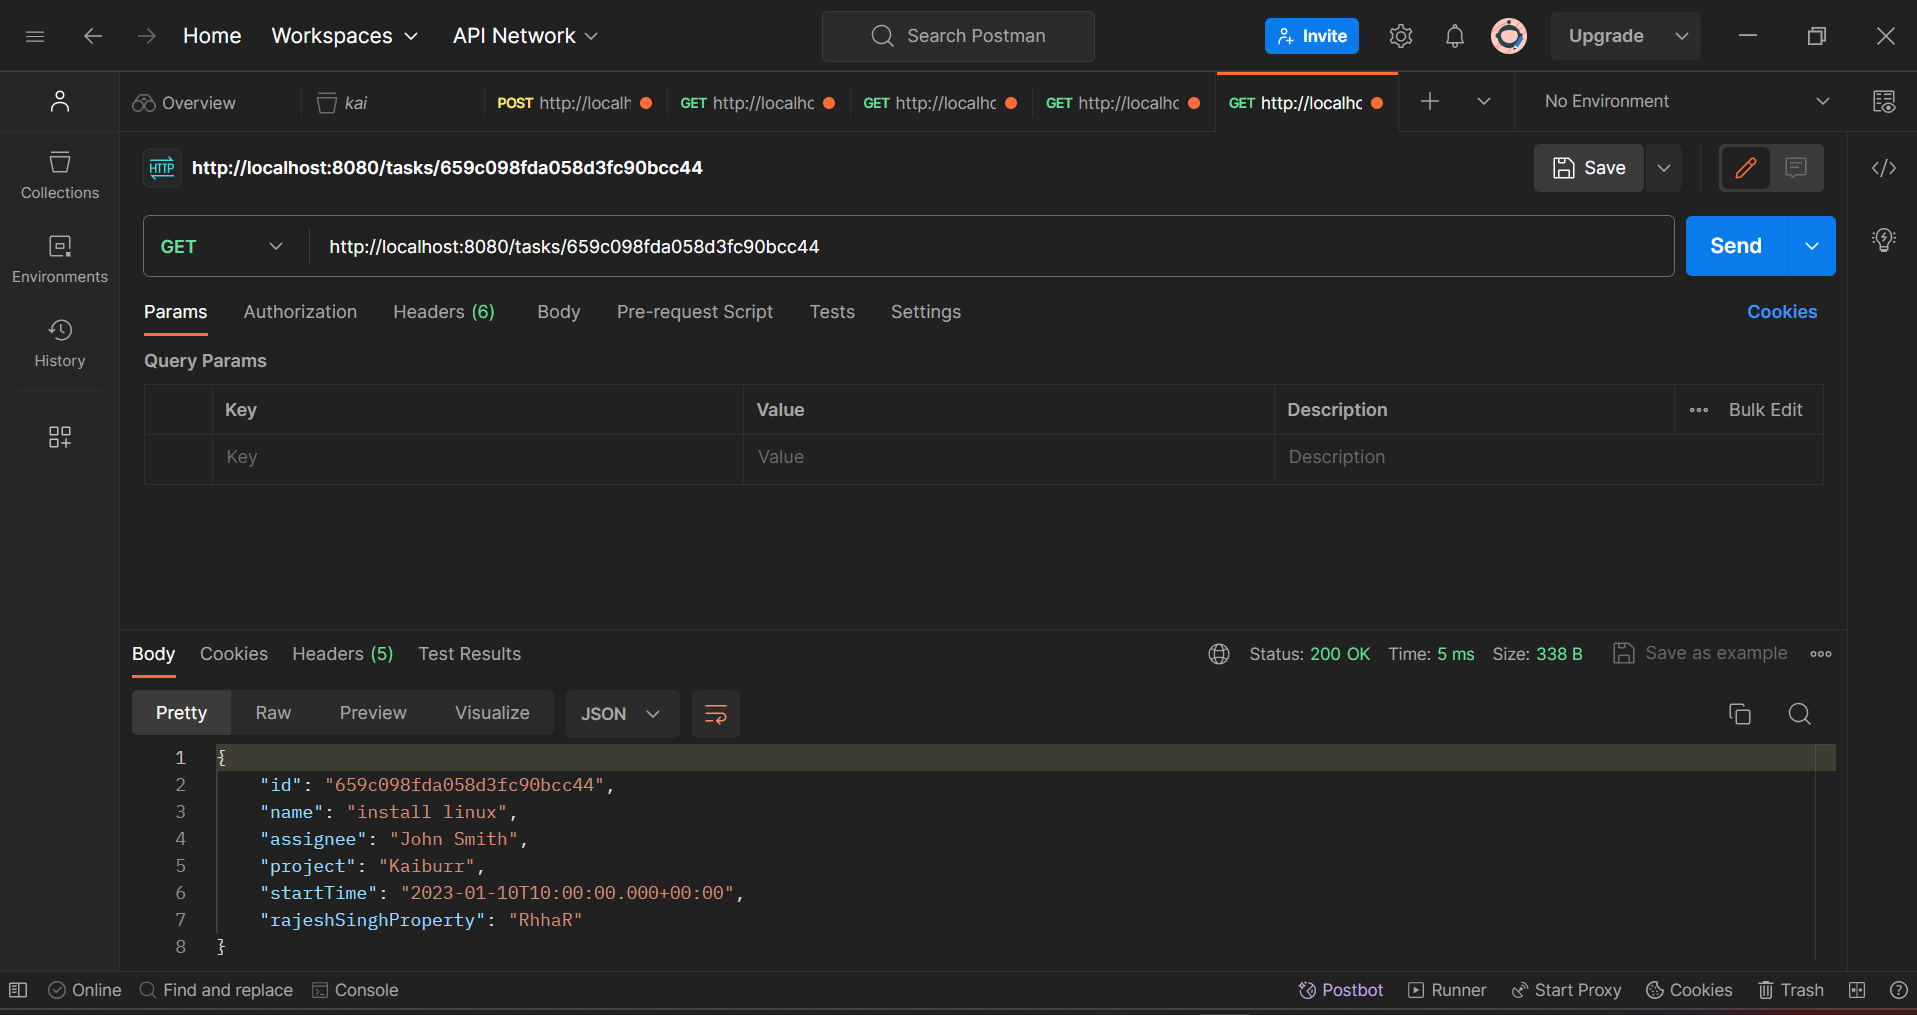 Home Workspaces API Network Search Postman Invite Upgrade
Overview kai POST http://localh GET http://localhc GET http://localhc GET http://localhc GET http://localhc No Environment
HTTP http://localhost:8080/tasks/659c098fda058d3fc90bcc44 Save
Collections
Environments
History
GET http://localhost:8080/tasks/659c098fda058d3fc90bcc44 Send
Params Authorization Headers (6) Body Pre-request Script Tests Settings Cookies
Query Params
Key Value Description Bulk Edit
Key Value Description
Body Cookies Headers (5) Test Results Status: 200 OK Time: 5 ms Size: 338 B Save as example
Pretty Raw Preview Visualize JSON
1 {
2 "id": "659c098fda058d3fc90bcc44",
3 "name": "install linux",
4 "assignee": "John Smith",
5 "project": "Kaiburr",
6 "startTime": "2023-01-10T10:00:00.000+00:00",
7 "rajeshSinghProperty": "RhhaR"
8 }
Online Find and replace Console Postbot Runner Start Proxy Cookies Trash